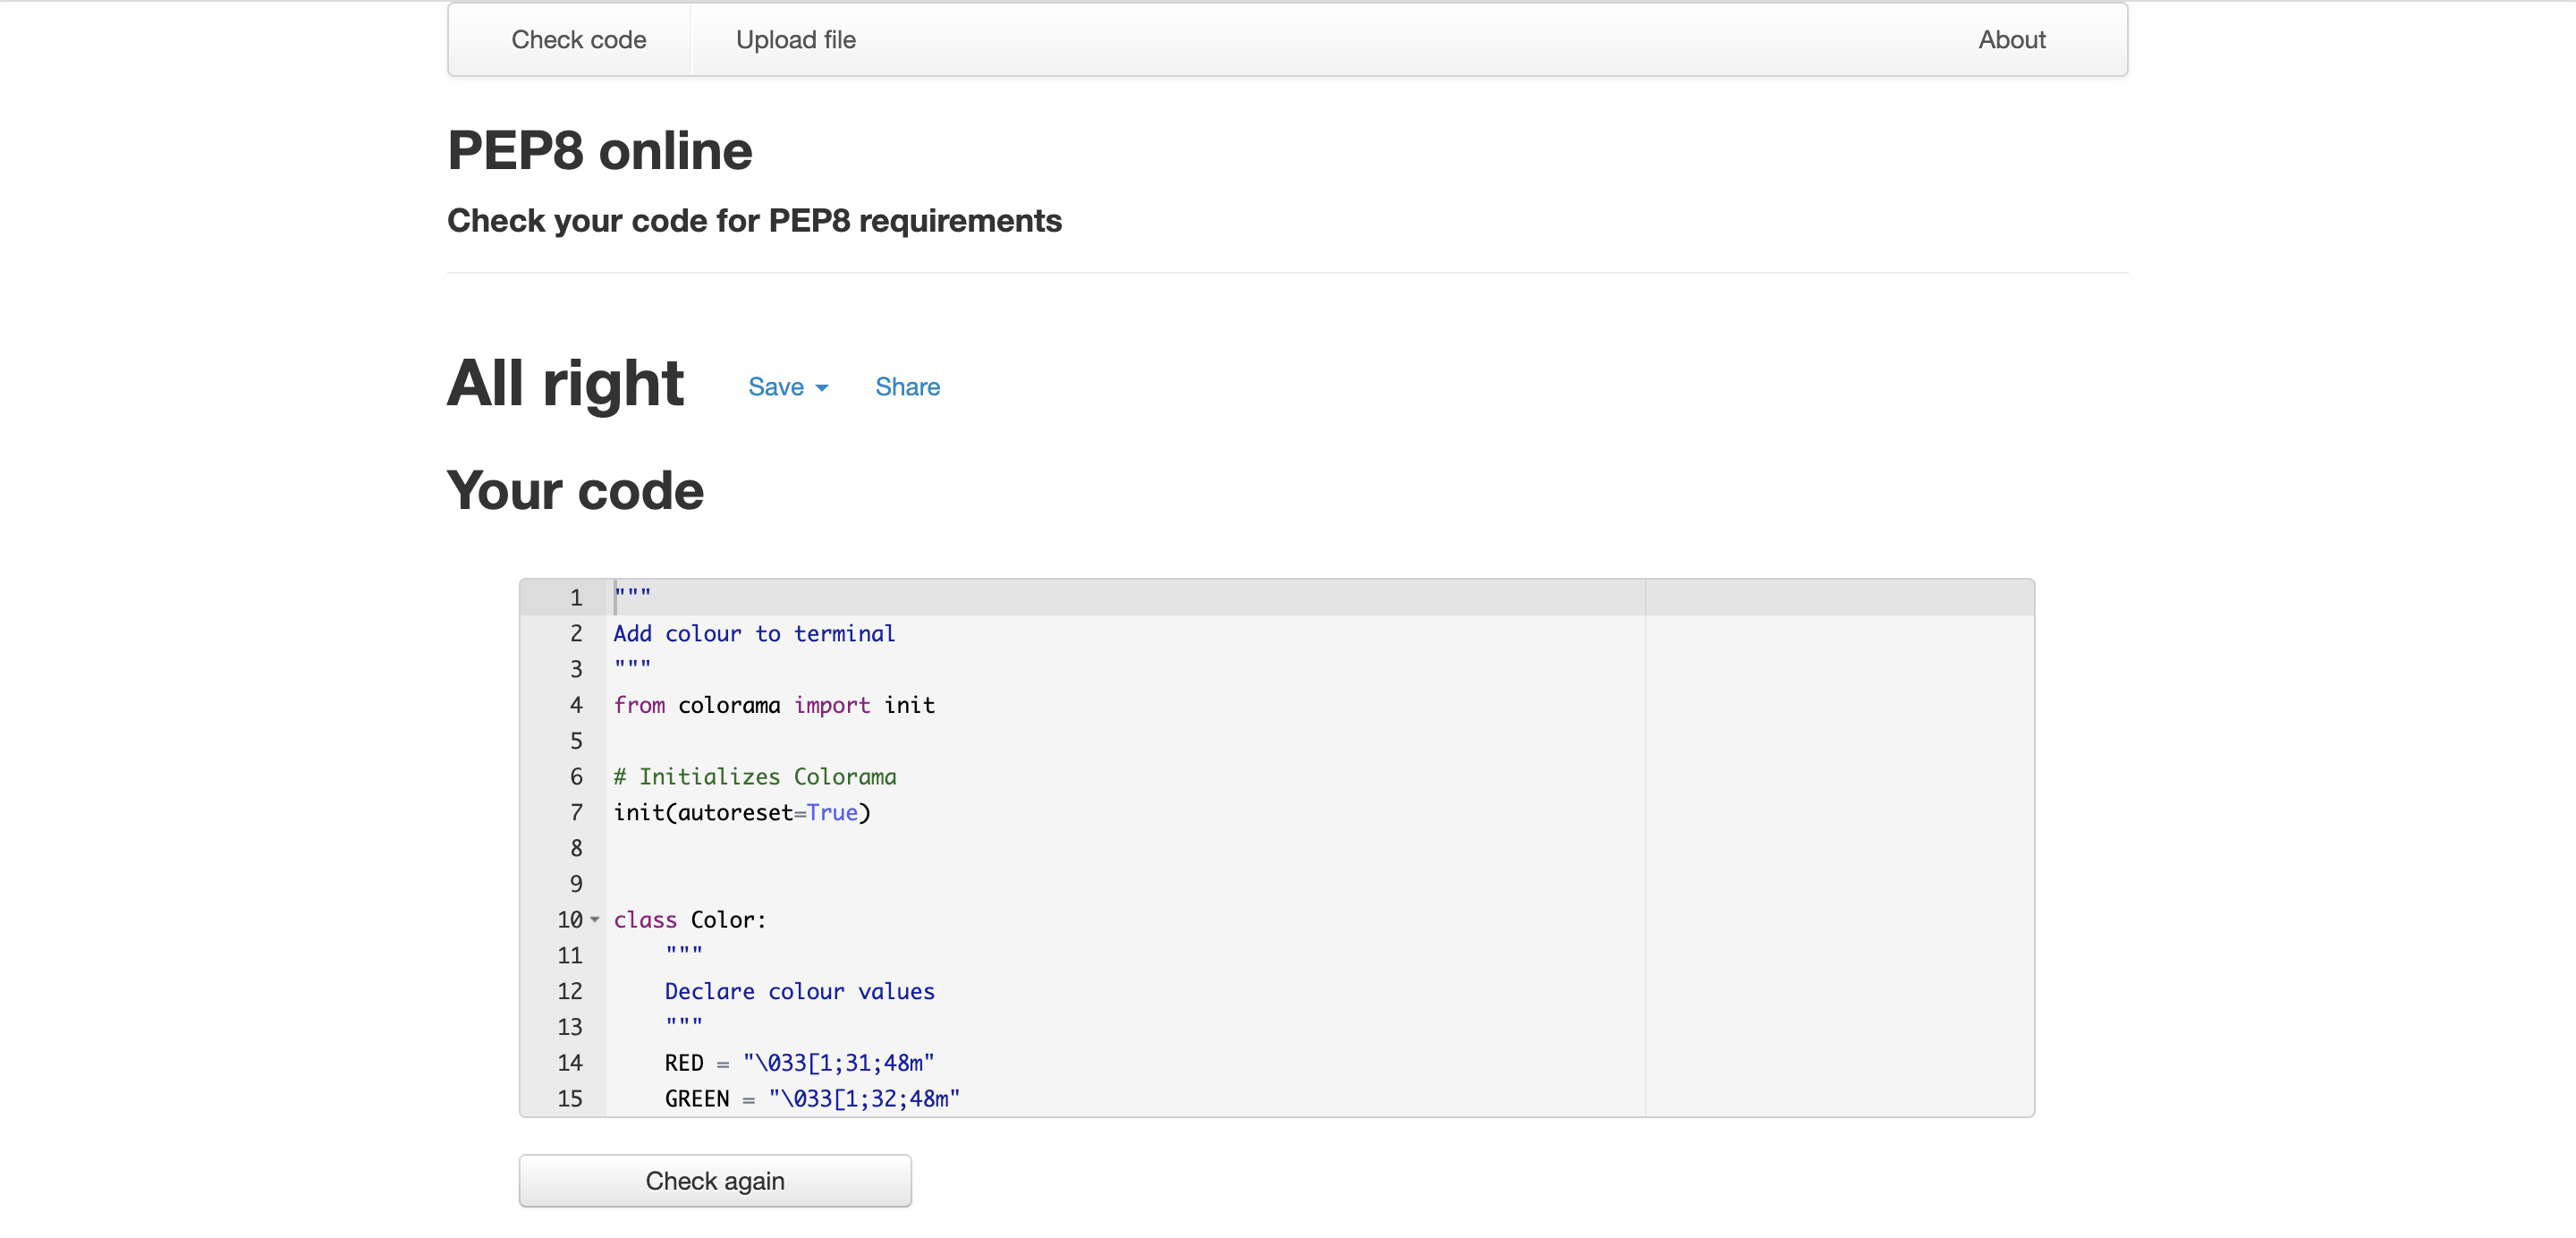 Check code Upload file About
PEP8 online
Check your code for PEP8 requirements
All right Save Share
Your code
1 """
2 Add colour to terminal
3 """
4 from colorama import init
5
6 # Initializes Colorama
7 init(autoreset=True)
8
9
10 class Color:
11     """
12     Declare colour values
13     """
14     RED = "\033[1;31;48m"
15     GREEN = "\033[1;32;48m"
Check again